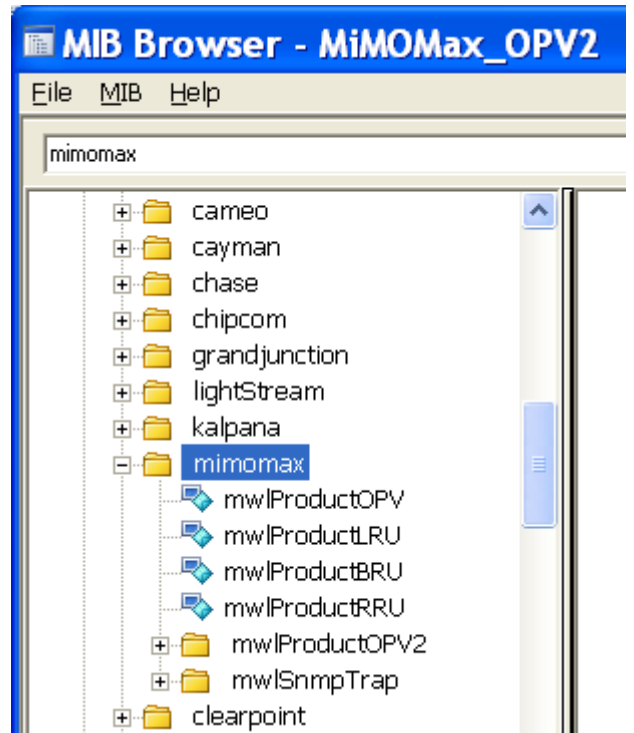 MIB Browser - MiMOMax_OPV2
File MIB Help
mimomax
cameo
cayman
chase
chipcom
grandjunction
lightStream
kalpana
mimomax
mwlProductOPV
mwlProductLRU
mwlProductBRU
mwlProductRRU
mwlProductOPV2
mwlSnmpTrap
clearpoint